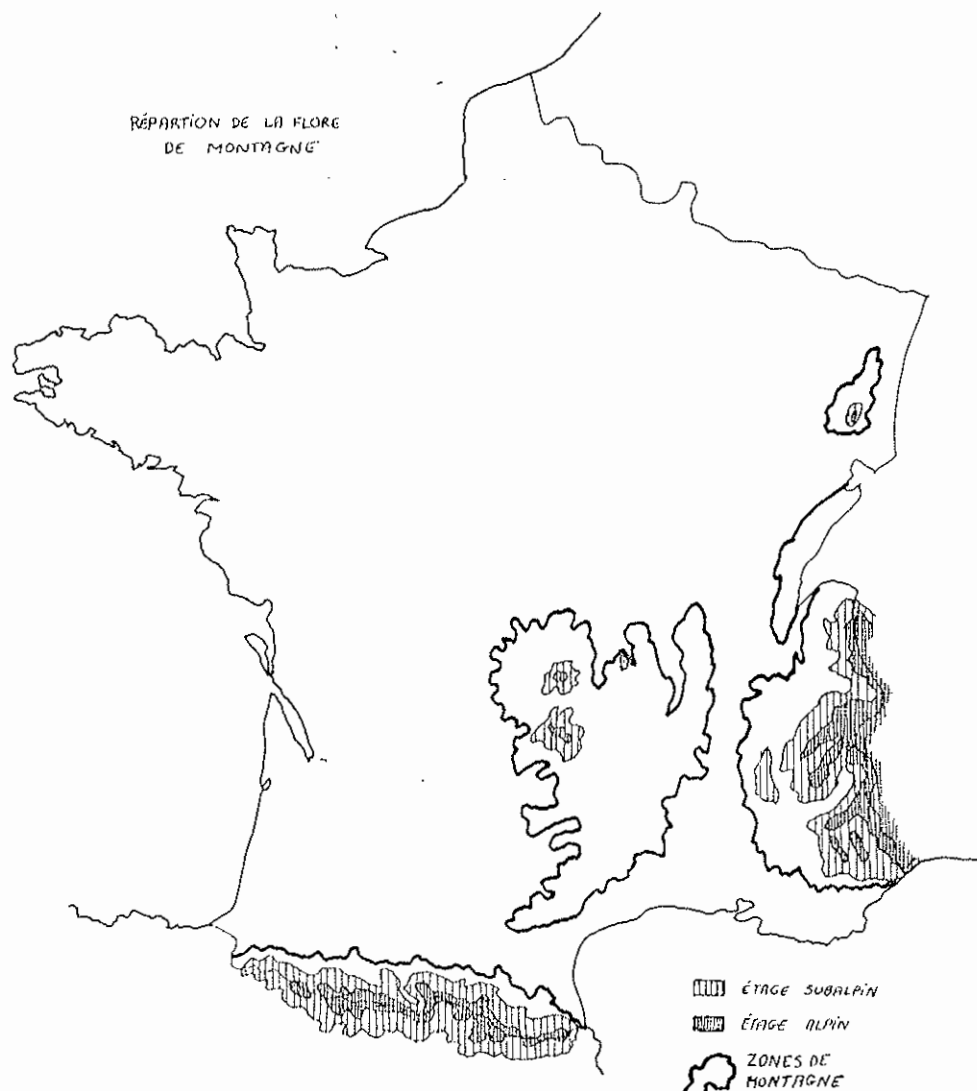 RÉPARTION DE LA FLORE
DE MONTAGNE
ÉTAGE SUBALPIN
ÉTAGE ALPIN
ZONES DE
MONTAGNE